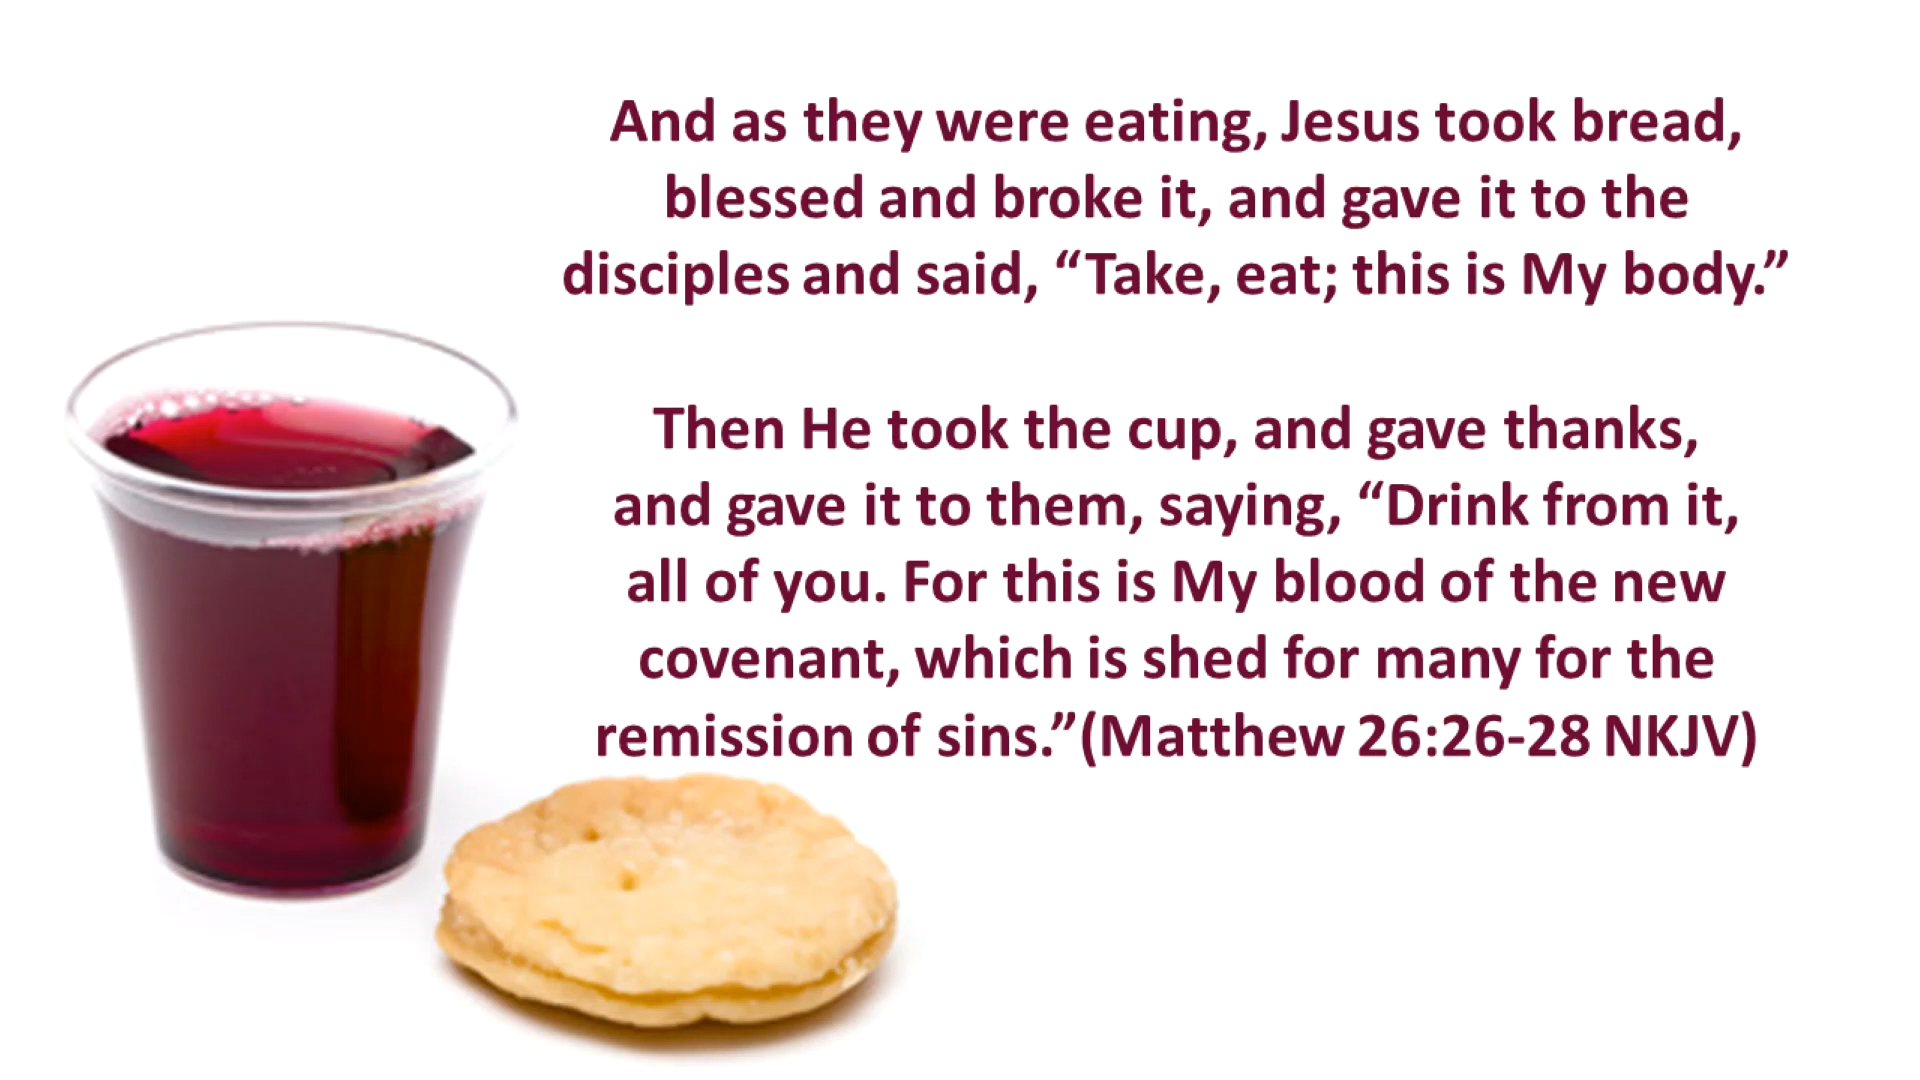 And as they were eating, Jesus took bread,
blessed and broke it, and gave it to the
disciples and said, “Take, eat; this is My body.”
Then He took the cup, and gave thanks,
and gave it to them, saying, “Drink from it,
all of you. For this is My blood of the new
covenant, which is shed for many for the
remission of sins.”(Matthew 26:26-28 NKJV)